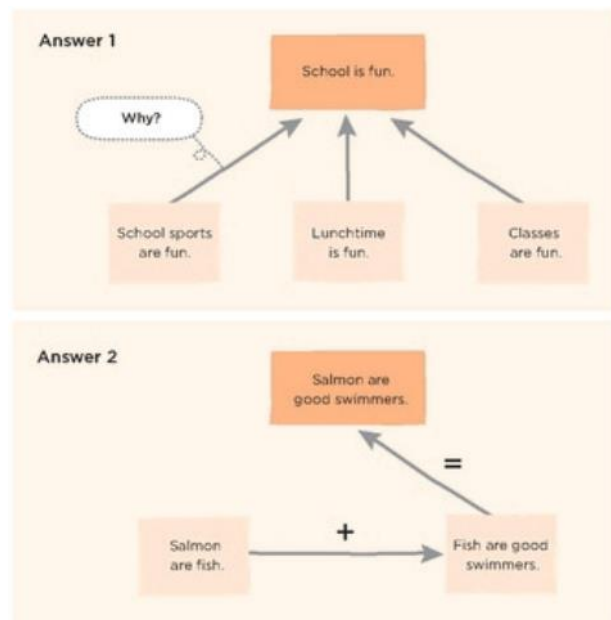 Answer 1
School is fun.
Why?
School sports
are fun.
Lunchtime
is fun.
Classes
are fun.
Answer 2
Salmon are
good swimmers.
=
+
Salmon
are fish.
Fish are good
swimmers.